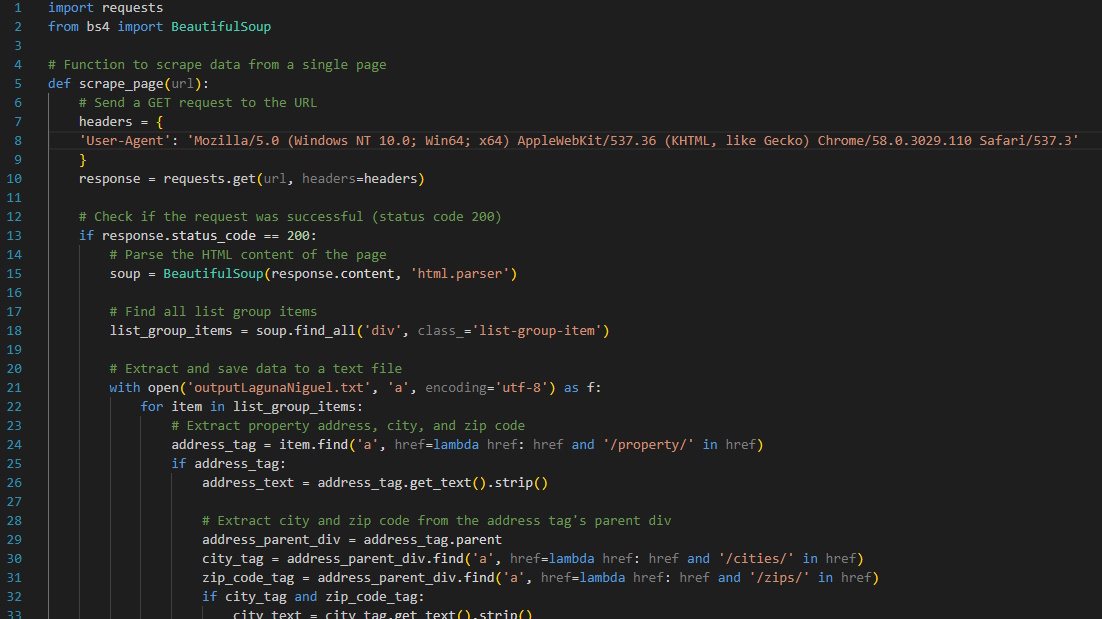 1 import requests
2 from bs4 import BeautifulSoup
3
4 # Function to scrape data from a single page
5 def scrape_page(url):
6     # Send a GET request to the URL
7     headers = {
8     'User-Agent': 'Mozilla/5.0 (Windows NT 10.0; Win64; x64) AppleWebKit/537.36 (KHTML, like Gecko) Chrome/58.0.3029.110 Safari/537.3'
9     }
10     response = requests.get(url, headers=headers)
11
12     # Check if the request was successful (status code 200)
13     if response.status_code == 200:
14         # Parse the HTML content of the page
15         soup = BeautifulSoup(response.content, 'html.parser')
16
17         # Find all list group items
18         list_group_items = soup.find_all('div', class_='list-group-item')
19
20         # Extract and save data to a text file
21         with open('outputLagunaNiguel.txt', 'a', encoding='utf-8') as f:
22             for item in list_group_items:
23                 # Extract property address, city, and zip code
24                 address_tag = item.find('a', href=lambda href: href and '/property/' in href)
25                 if address_tag:
26                     address_text = address_tag.get_text().strip()
27
28                     # Extract city and zip code from the address tag's parent div
29                     address_parent_div = address_tag.parent
30                     city_tag = address_parent_div.find('a', href=lambda href: href and '/cities/' in href)
31                     zip_code_tag = address_parent_div.find('a', href=lambda href: href and '/zips/' in href)
32                     if city_tag and zip_code_tag:
33                         city_text = city_tag.get_text().strip()